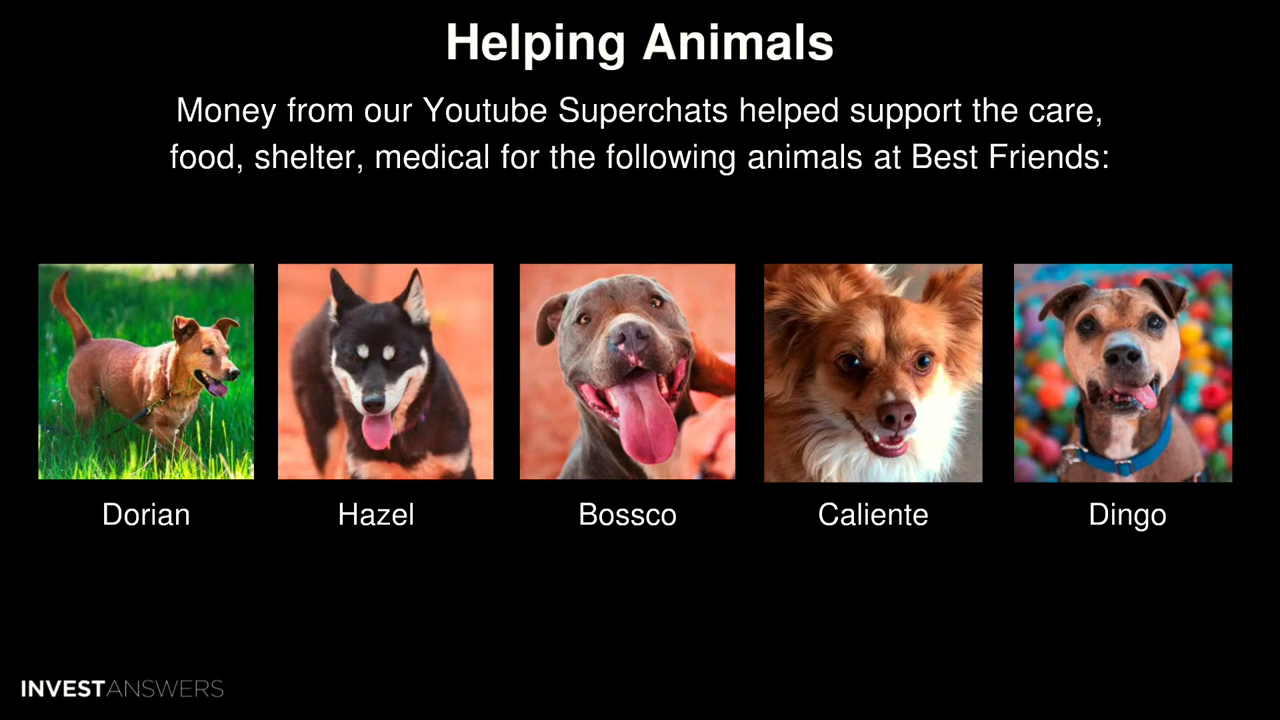 Helping Animals
Money from our Youtube Superchats helped support the care,
food, shelter, medical for the following animals at Best Friends:
Dorian
Hazel
Bossco
Caliente
Dingo
INVESTANSWERS